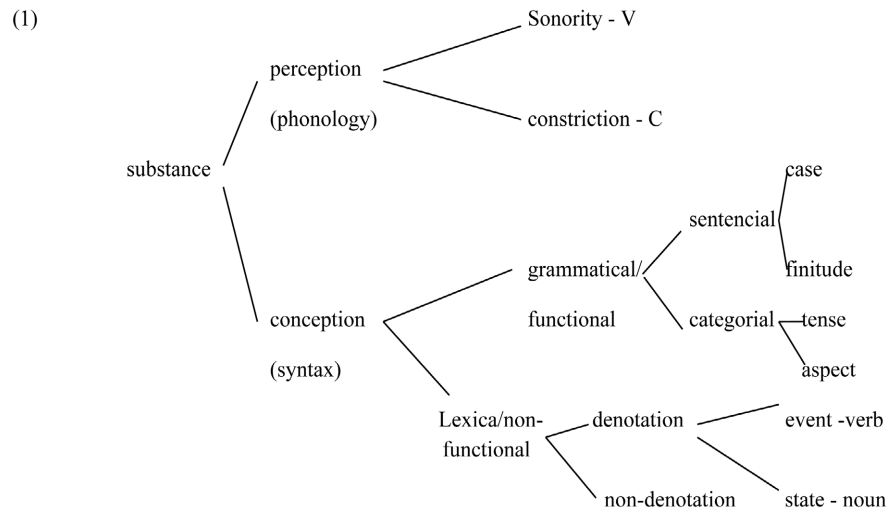 (1)
Sonority - V
perception
(phonology)
constriction - C
substance
case
sentencial
grammatical/
finitude
conception
functional
categorial
tense
(syntax)
aspect
Lexica/non-
functional
denotation
event -verb
non-denotation
state - noun